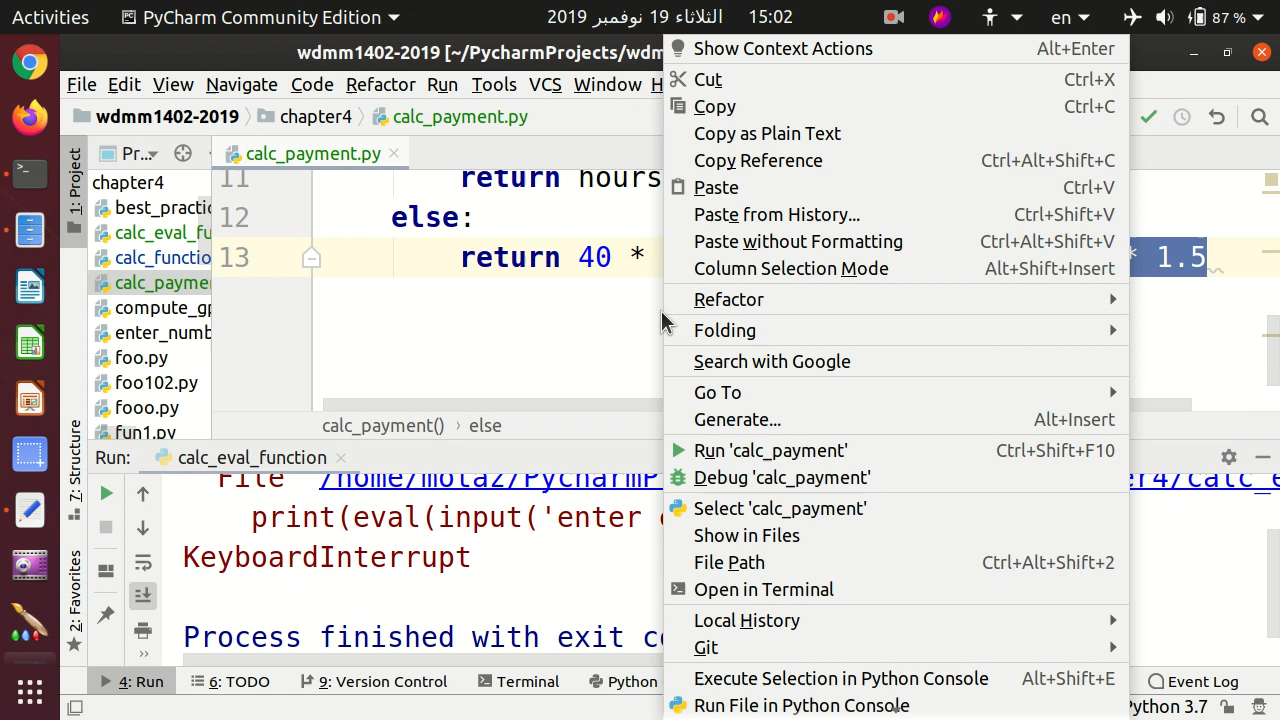 Activities PyCharm Community Edition 2019 الثلاثاء 19 نوفمبر 15:02 en 87 %
wdmm1402-2019 [~/PycharmProjects/wdmm
File Edit View Navigate Code Refactor Run Tools VCS Window H
wdmm1402-2019 chapter4 calc_payment.py
1: Project
Pr...
calc_payment.py
chapter4
best_practic
calc_eval_fu
calc_functio
calc_paymen
compute_gp
enter_numb
foo.py
foo102.py
fooo.py
fun1.py
11 return hours
12 else:
13 return 40 * * 1.5
calc_payment() › else
Show Context Actions Alt+Enter
Cut Ctrl+X
Copy Ctrl+C
Copy as Plain Text
Copy Reference Ctrl+Alt+Shift+C
Paste Ctrl+V
Paste from History... Ctrl+Shift+V
Paste without Formatting Ctrl+Alt+Shift+V
Column Selection Mode Alt+Shift+Insert
Refactor
Folding
Search with Google
Go To
Generate... Alt+Insert
Run 'calc_payment' Ctrl+Shift+F10
Debug 'calc_payment'
Select 'calc_payment'
Show in Files
File Path Ctrl+Alt+Shift+2
Open in Terminal
Local History
Git
Execute Selection in Python Console Alt+Shift+E
Run File in Python Console
7: Structure
2: Favorites
Run: calc_eval_function
File "/home/motaz/PycharmP er4/calc_e
print(eval(input('enter e
KeyboardInterrupt
Process finished with exit co
4: Run 6: TODO 9: Version Control Terminal Python Event Log
Python 3.7